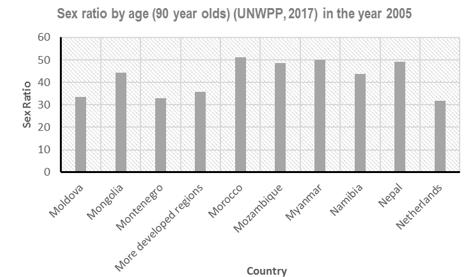 Sex ratio by age (90 year olds) (UNWPP, 2017) in the year 2005
60
50
40
30
20
10
0
Sex Ratio
Moldova
Mongolia
Montenegro
More developed regions
Morocco
Mozambique
Myanmar
Namibia
Nepal
Netherlands
Country